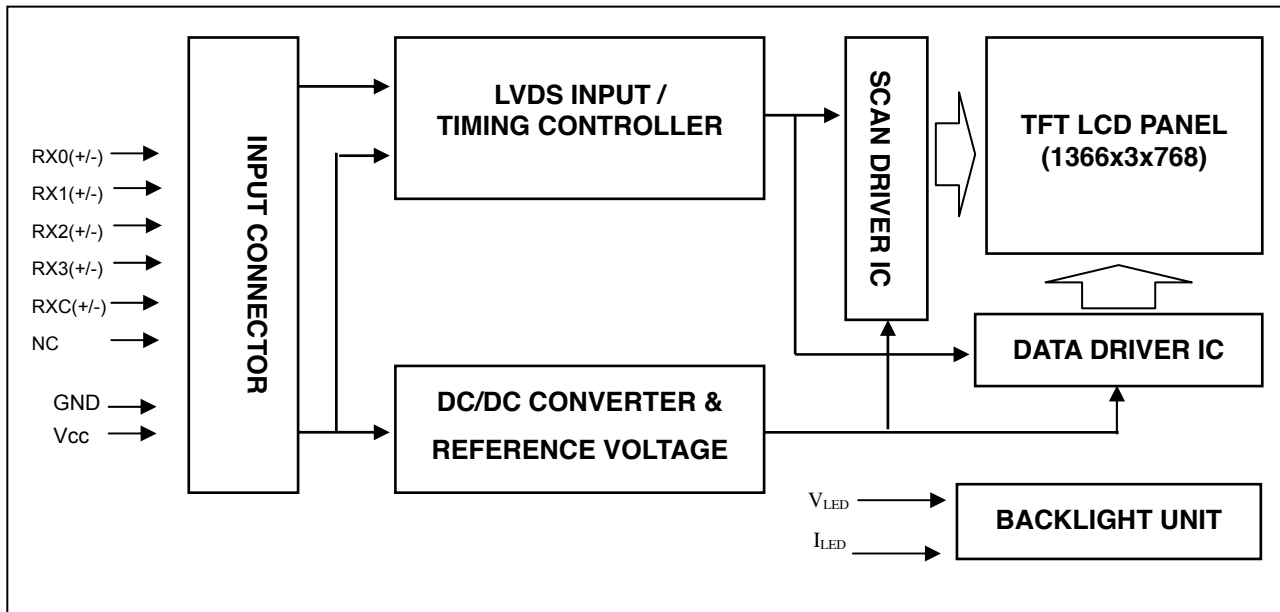 RX0(+/-)
RX1(+/-)
RX2(+/-)
RX3(+/-)
RXC(+/-)
NC
GND
Vcc
INPUT CONNECTOR
LVDS INPUT /
TIMING CONTROLLER
DC/DC CONVERTER &
REFERENCE VOLTAGE
SCAN DRIVER IC
TFT LCD PANEL
(1366x3x768)
DATA DRIVER IC
VLED
ILED
BACKLIGHT UNIT